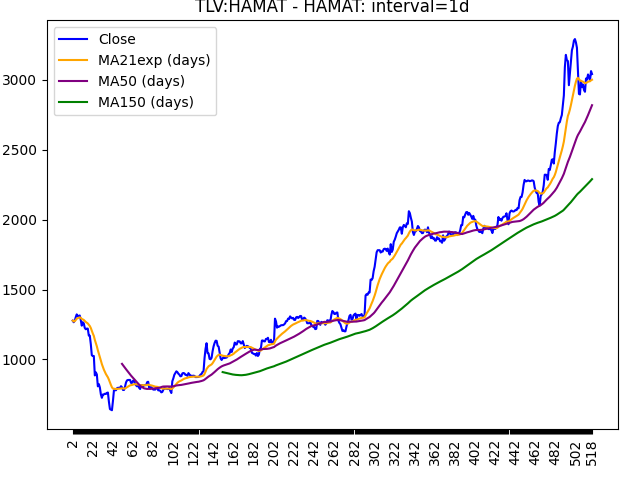 TLV:HAMAT - HAMAT: interval=1d
Close
MA21exp (days)
MA50 (days)
MA150 (days)
3000
2500
2000
1500
1000
2 22 42 62 82 102 122 142 162 182 202 222 242 262 282 302 322 342 362 382 402 422 442 462 482 502 518